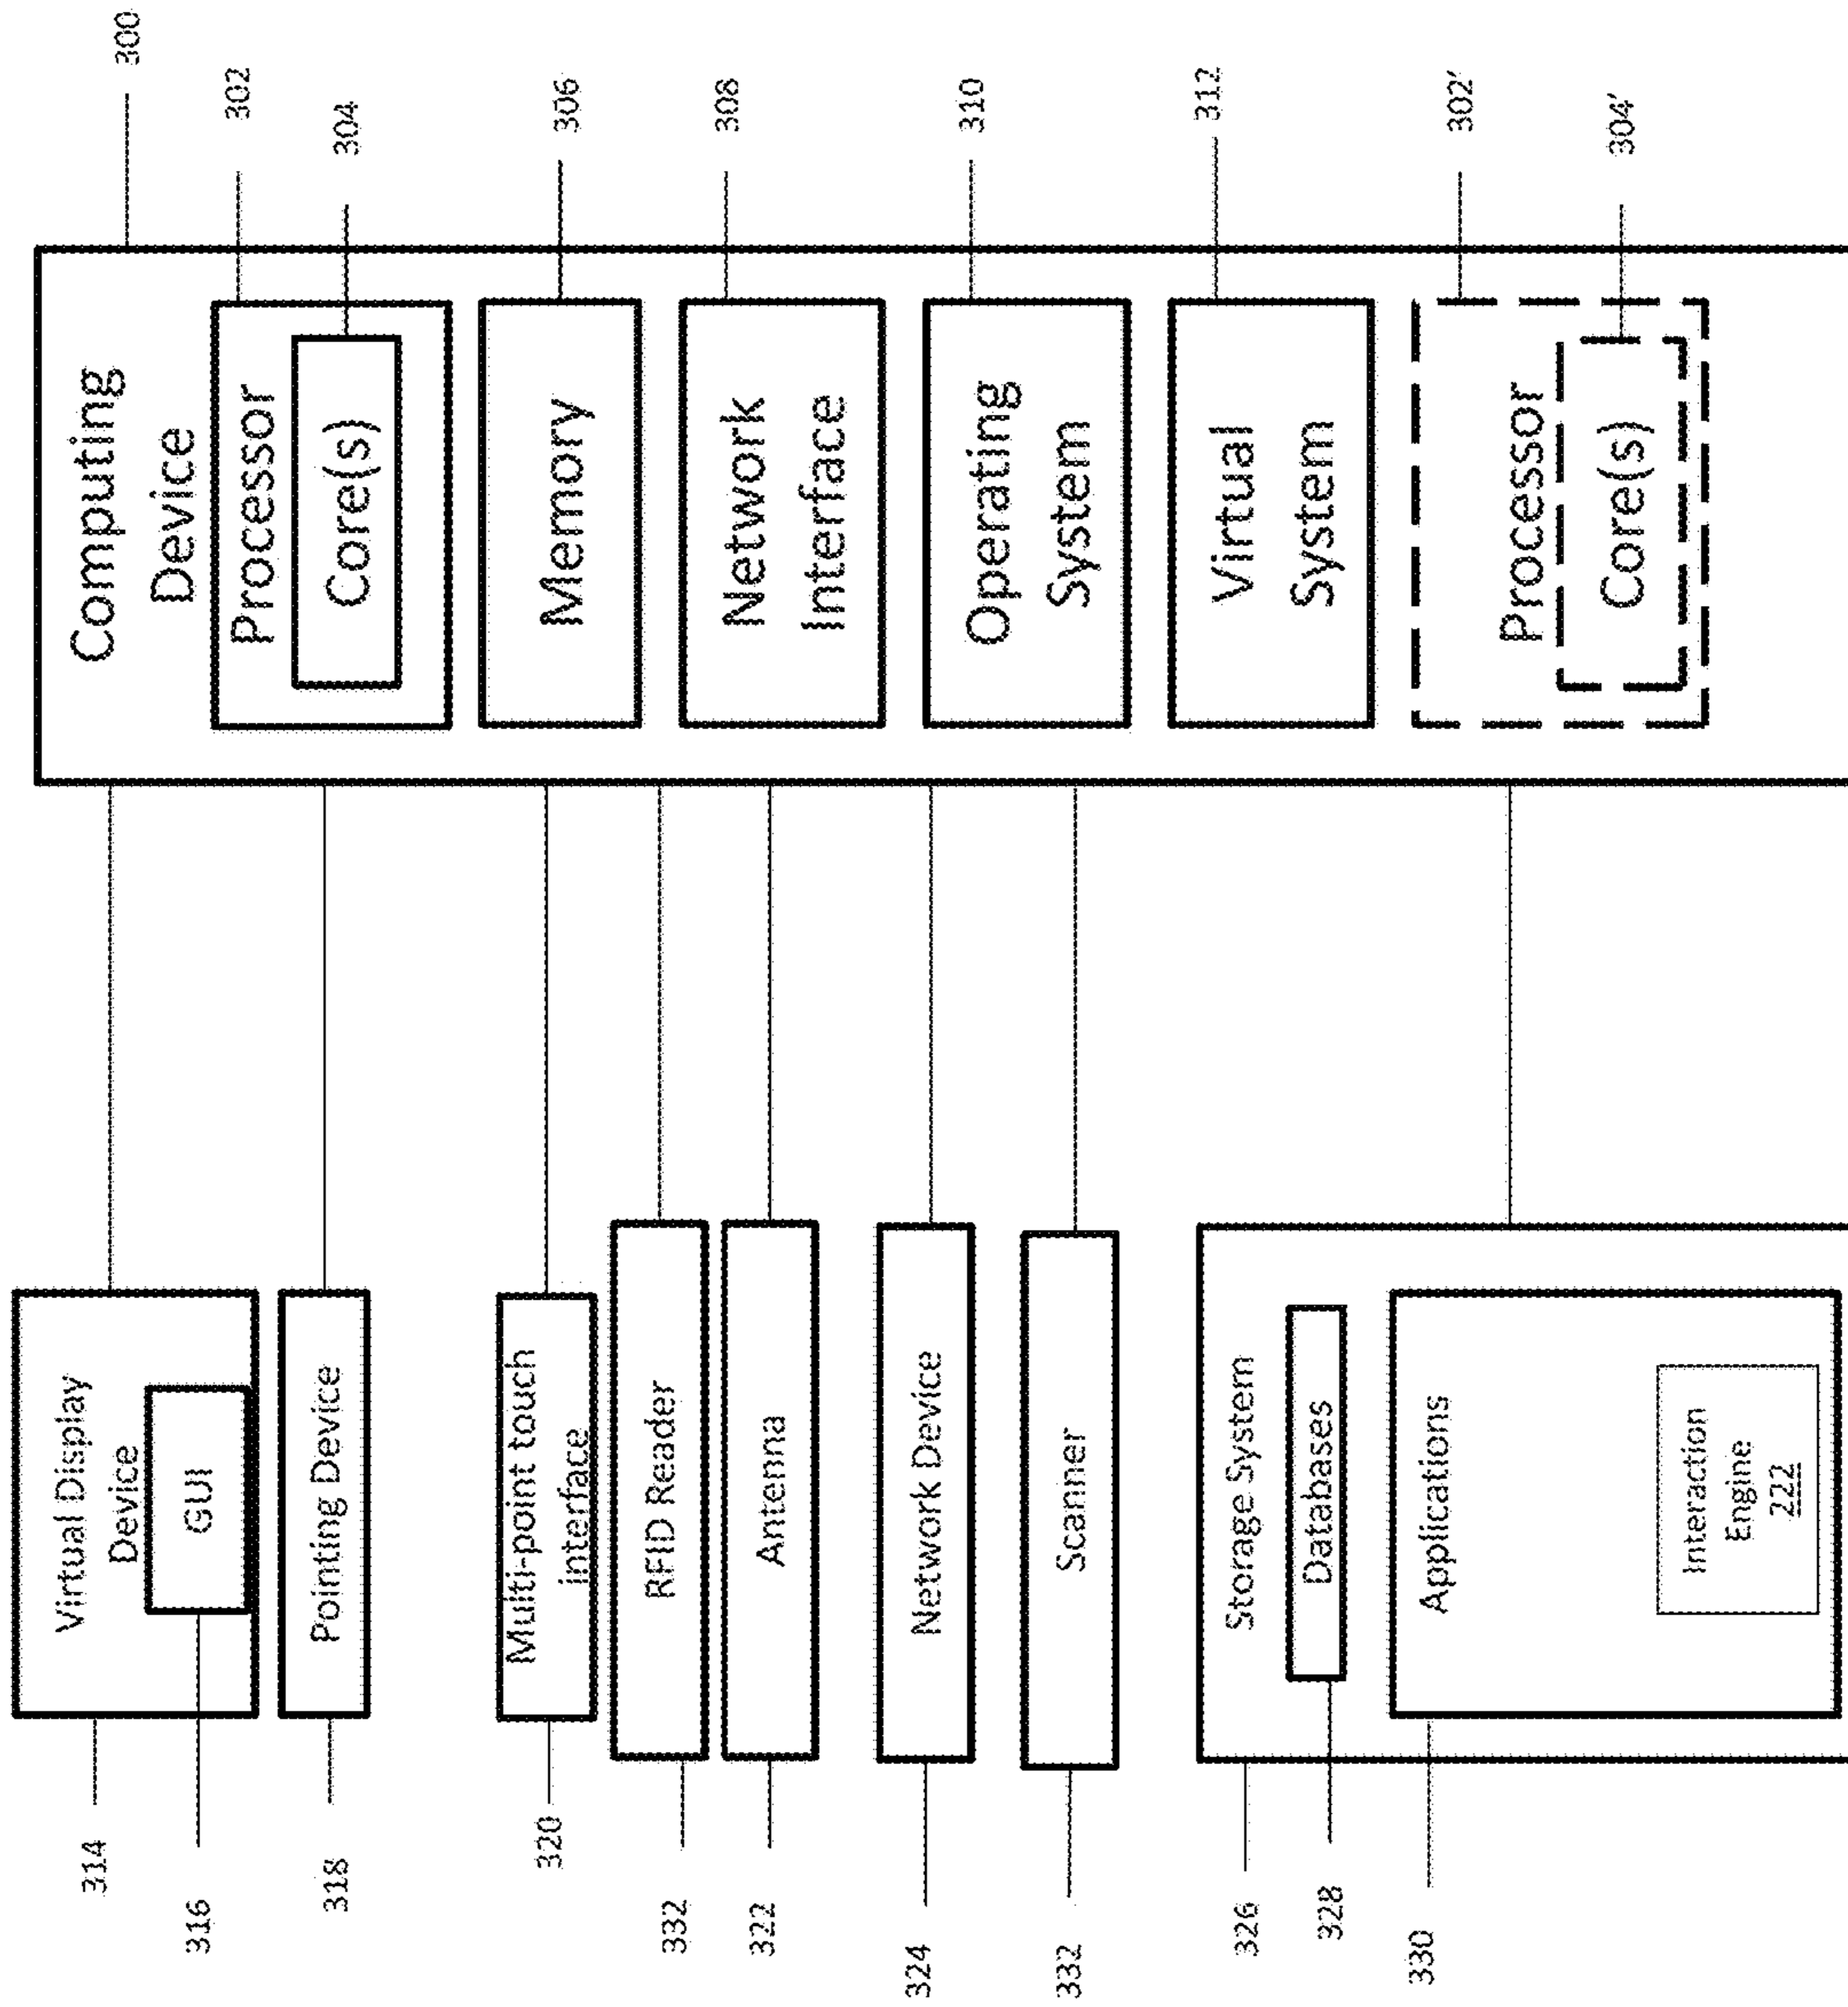 314
Virtual Display
Device
316
GUI
318
Pointing Device
320
Multi-point touch
interface
332
RFID Reader
322
Antenna
324
Network Device
332
Scanner
326
Storage System
328
Databases
330
Applications
Interaction
Engine
222
Computing
Device
300
Processor
302
Core(s)
304
Memory
306
Network
Interface
308
Operating
System
310
Virtual
System
312
Processor
302'
Core(s)
304'